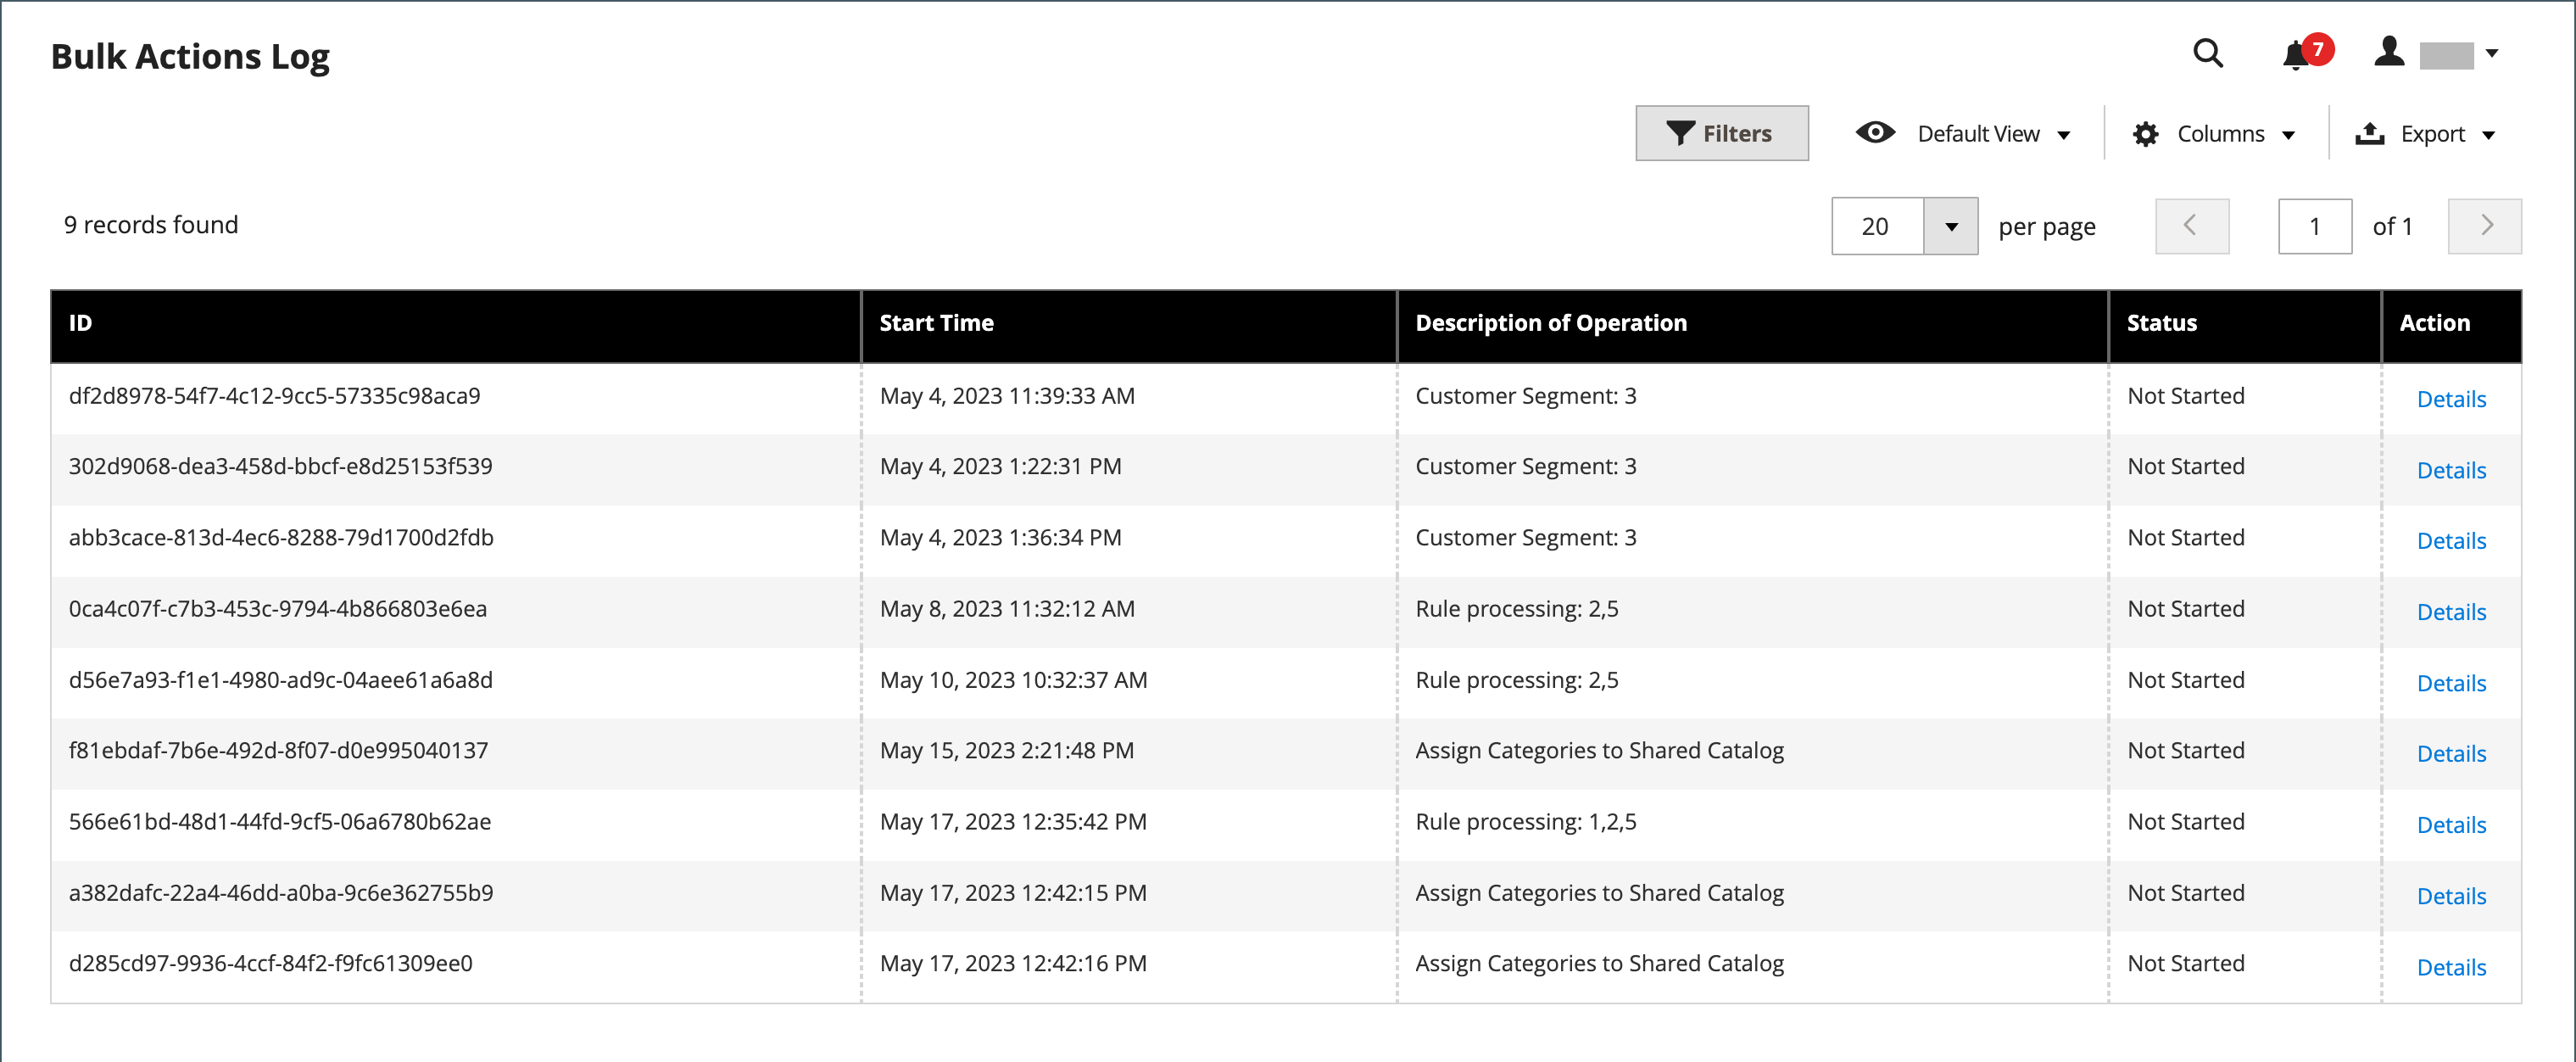 Bulk Actions Log
7
Filters Default View Columns Export
9 records found 20 per page 1 of 1
ID Start Time Description of Operation Status Action
df2d8978-54f7-4c12-9cc5-57335c98aca9 May 4, 2023 11:39:33 AM Customer Segment: 3 Not Started Details
302d9068-dea3-458d-bbcf-e8d25153f539 May 4, 2023 1:22:31 PM Customer Segment: 3 Not Started Details
abb3cace-813d-4ec6-8288-79d1700d2fdb May 4, 2023 1:36:34 PM Customer Segment: 3 Not Started Details
0ca4c07f-c7b3-453c-9794-4b866803e6ea May 8, 2023 11:32:12 AM Rule processing: 2,5 Not Started Details
d56e7a93-f1e1-4980-ad9c-04aee61a6a8d May 10, 2023 10:32:37 AM Rule processing: 2,5 Not Started Details
f81ebdaf-7b6e-492d-8f07-d0e995040137 May 15, 2023 2:21:48 PM Assign Categories to Shared Catalog Not Started Details
566e61bd-48d1-44fd-9cf5-06a6780b62ae May 17, 2023 12:35:42 PM Rule processing: 1,2,5 Not Started Details
a382dafc-22a4-46dd-a0ba-9c6e362755b9 May 17, 2023 12:42:15 PM Assign Categories to Shared Catalog Not Started Details
d285cd97-9936-4ccf-84f2-f9fc61309ee0 May 17, 2023 12:42:16 PM Assign Categories to Shared Catalog Not Started Details